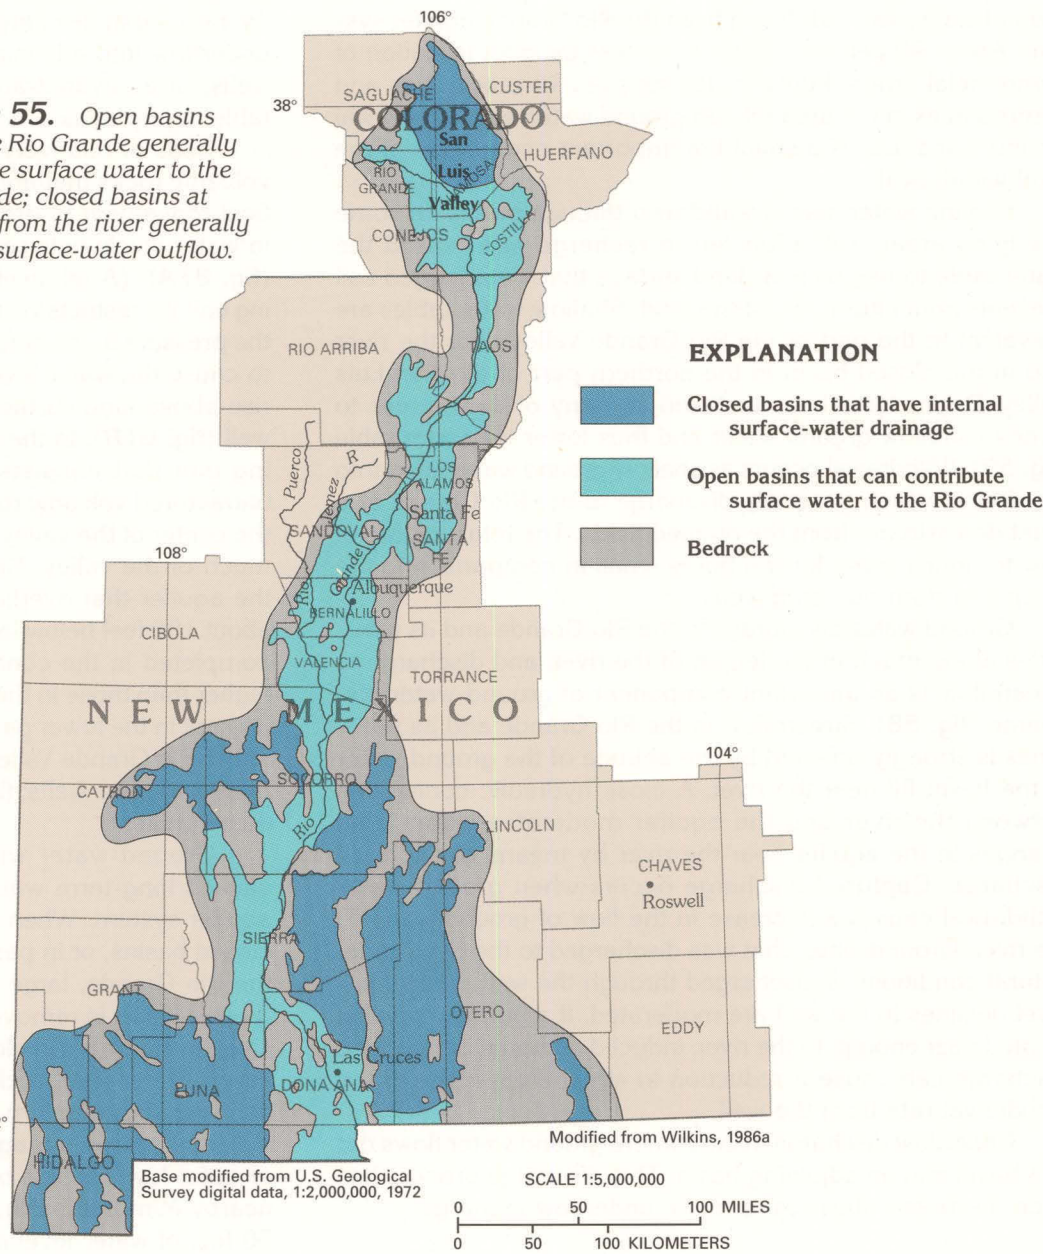 106°
55. Open basins
Rio Grande generally
e surface water to the
de; closed basins at
from the river generally
surface-water outflow.
38°
SAGUACHE
CUSTER
COLORADO
San
Luis
Valley
HUERFANO
ALAMOSA
RIO
GRANDE
CONEJOS
COSTILLA
RIO ARRIBA
TAOS
EXPLANATION
Closed basins that have internal
surface-water drainage
Open basins that can contribute
surface water to the Rio Grande
Bedrock
Puerco
Jemez R
LOS
ALAMOS
Santa Fe
SANDOVAL
SANTA
FE
108°
Rio
Grande
Albuquerque
BERNALILLO
CIBOLA
VALENCIA
TORRANCE
NEW MEXICO
104°
CATRON
SOCORRO
Rio
LINCOLN
CHAVES
Roswell
SIERRA
GRANT
OTERO
EDDY
Las Cruces
LUNA
DONA ANA
HIDALGO
Modified from Wilkins, 1986a
Base modified from U.S. Geological
Survey digital data, 1:2,000,000, 1972
SCALE 1:5,000,000
0 50 100 MILES
0 50 100 KILOMETERS